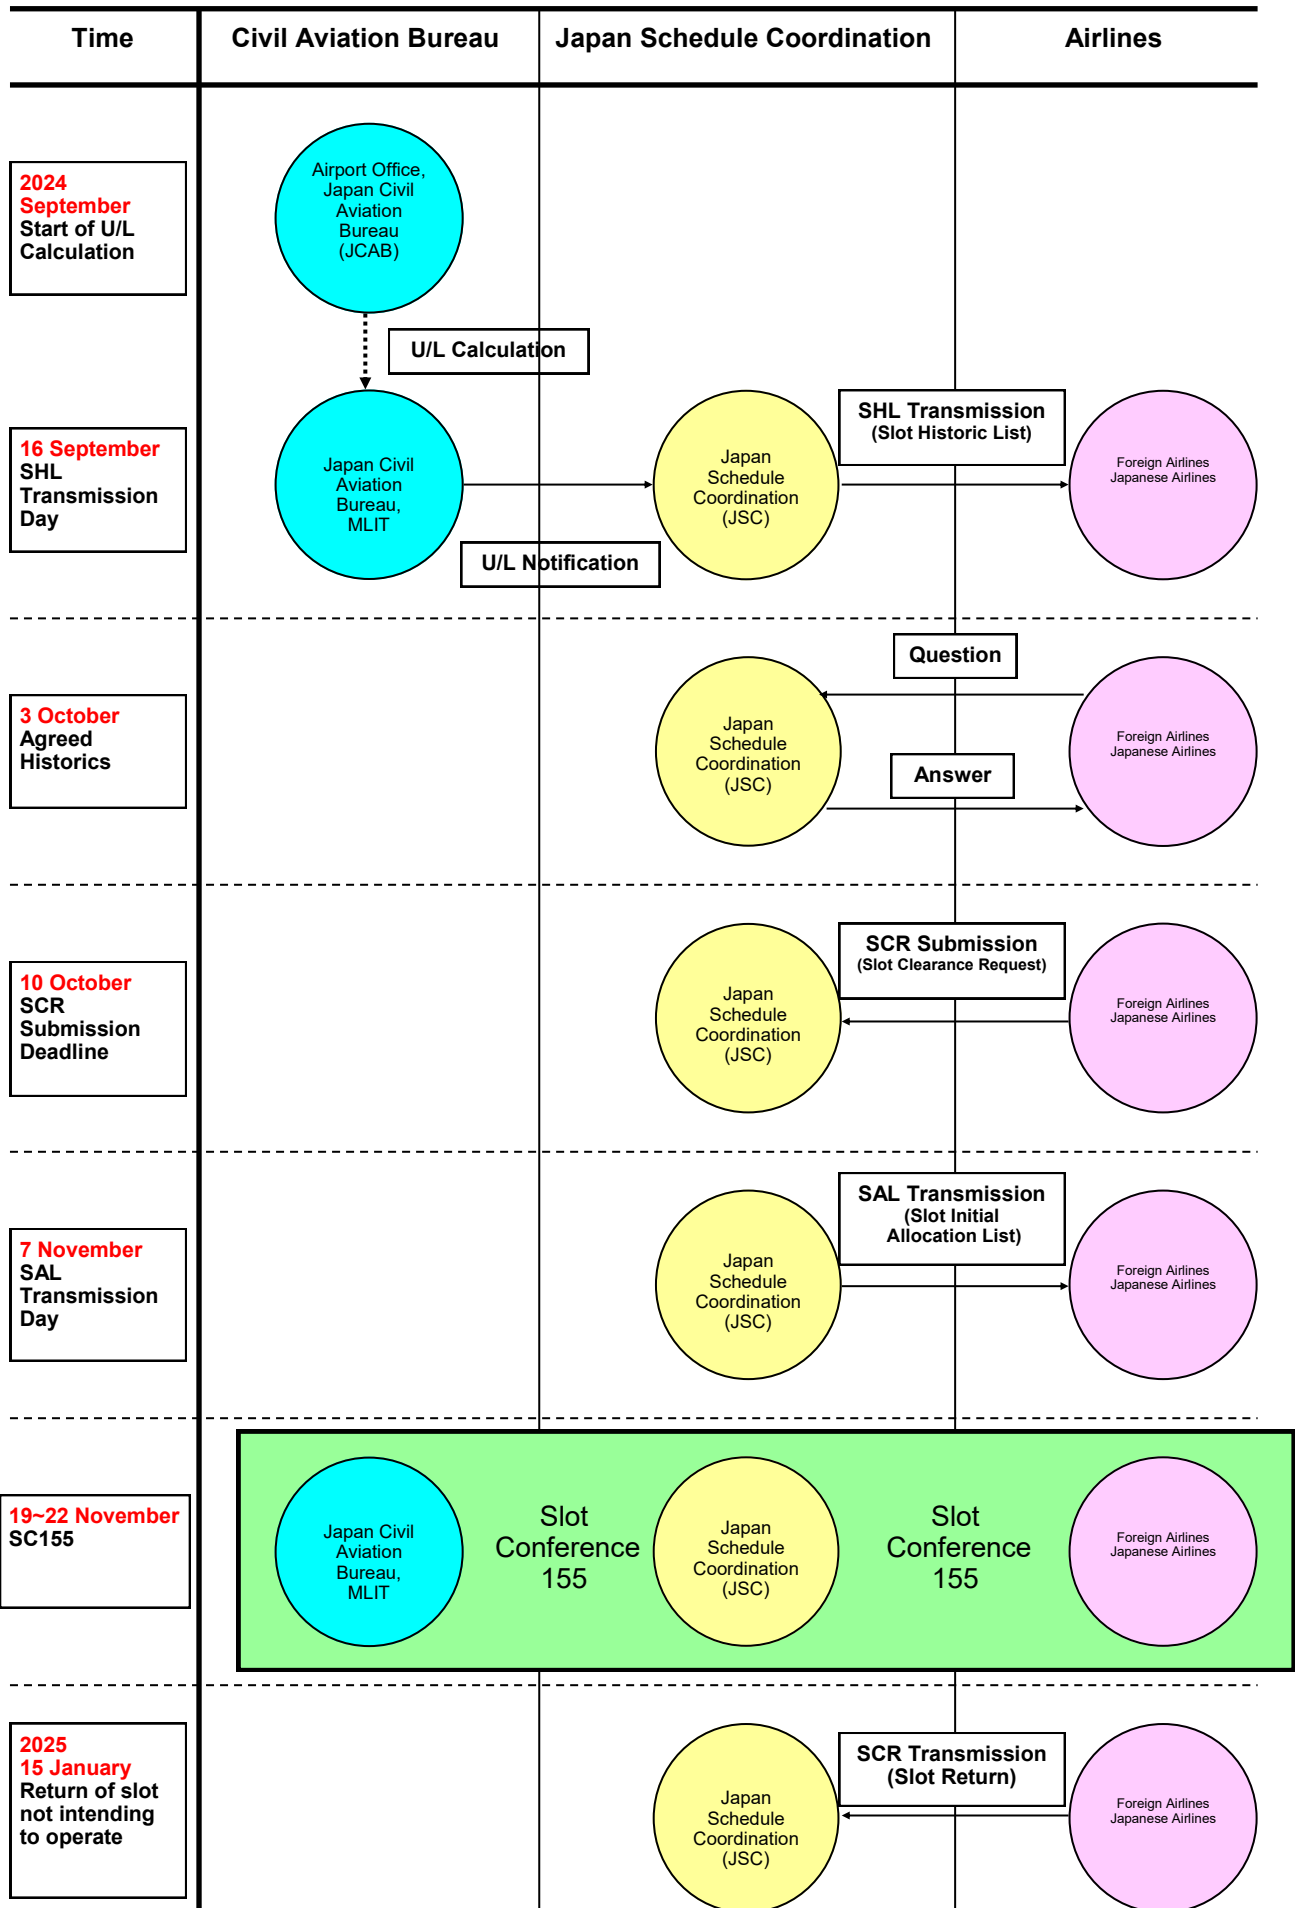 Time
Civil Aviation Bureau
Japan Schedule Coordination
Airlines
2024
September
Start of U/L
Calculation
Airport Office,
Japan Civil
Aviation
Bureau
(JCAB)
U/L Calculation
16 September
SHL
Transmission
Day
Japan Civil
Aviation
Bureau,
MLIT
U/L Notification
Japan
Schedule
Coordination
(JSC)
SHL Transmission
(Slot Historic List)
Foreign Airlines
Japanese Airlines
3 October
Agreed
Historics
Japan
Schedule
Coordination
(JSC)
Question
Answer
Foreign Airlines
Japanese Airlines
10 October
SCR
Submission
Deadline
Japan
Schedule
Coordination
(JSC)
SCR Submission
(Slot Clearance Request)
Foreign Airlines
Japanese Airlines
7 November
SAL
Transmission
Day
Japan
Schedule
Coordination
(JSC)
SAL Transmission
(Slot Initial
Allocation List)
Foreign Airlines
Japanese Airlines
19~22 November
SC155
Japan Civil
Aviation
Bureau,
MLIT
Slot
Conference
155
Japan
Schedule
Coordination
(JSC)
Slot
Conference
155
Foreign Airlines
Japanese Airlines
2025
15 January
Return of slot
not intending
to operate
Japan
Schedule
Coordination
(JSC)
SCR Transmission
(Slot Return)
Foreign Airlines
Japanese Airlines